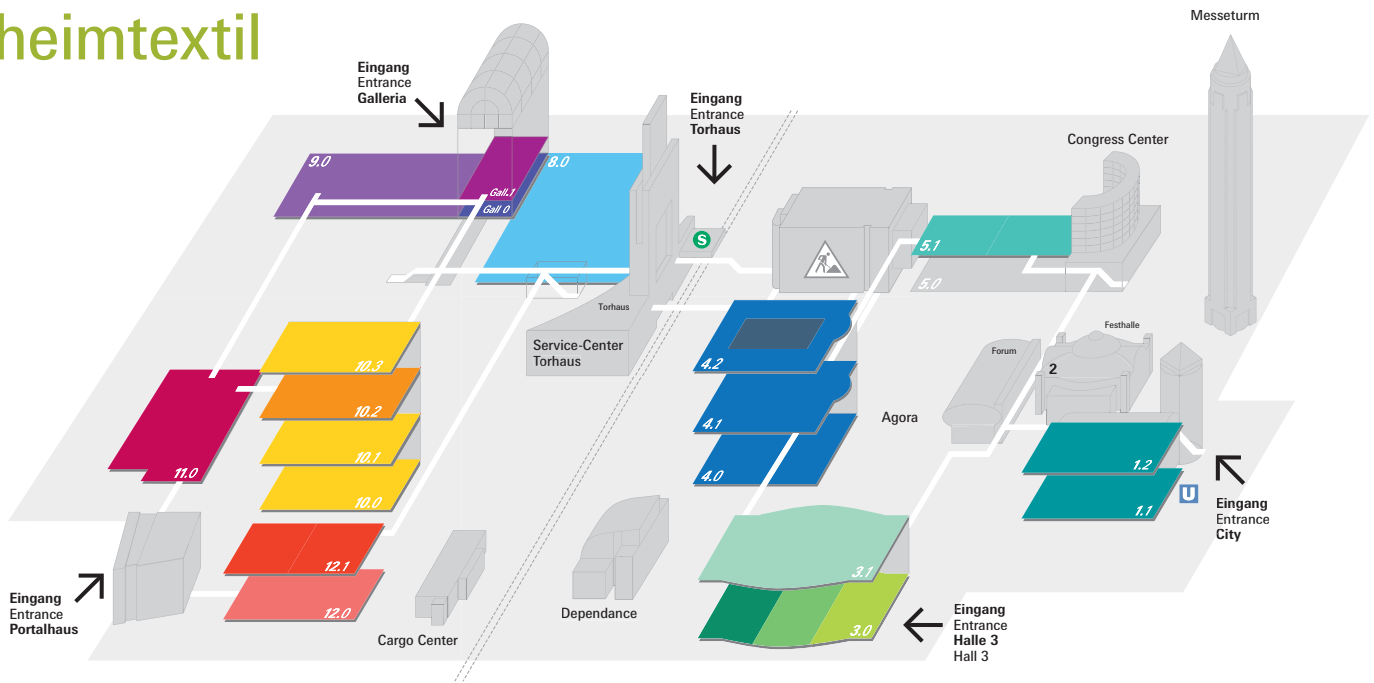 heimtextil
Messeturm
Eingang
Entrance
Galleria
Eingang
Entrance
Torhaus
Congress Center
9.0
Gall.1
Gall 0
8.0
S
5.1
5.0
Torhaus
Service-Center
Torhaus
4.2
4.1
4.0
Agora
Forum
Festhalle
2
10.3
10.2
10.1
10.0
11.0
1.2
1.1
U
Eingang
Entrance
City
12.1
12.0
Eingang
Entrance
Portalhaus
Cargo Center
Dependance
3.1
3.0
Eingang
Entrance
Halle 3
Hall 3